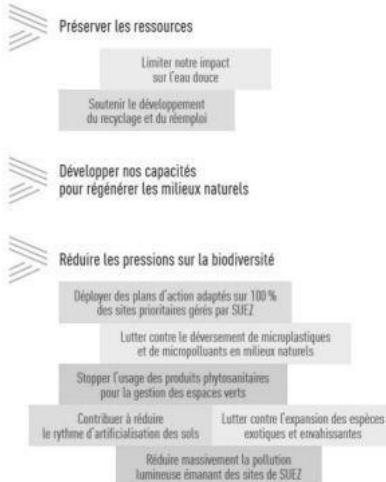 Préserver les ressources
Limiter notre impact
sur l'eau douce
Soutenir le développement
du recyclage et du réemploi
Développer nos capacités
pour régénérer les milieux naturels
Réduire les pressions sur la biodiversité
Déployer des plans d'action adaptés sur 100 %
des sites prioritaires gérés par SUEZ
Lutter contre le déversement de microplastiques
et de micropolluants en milieux naturels
Stopper l'usage des produits phytosanitaires
pour la gestion des espaces verts
Contribuer à réduire
le rythme d'artificialisation des sols
Lutter contre l'expansion des espèces
exotiques et envahissantes
Réduire massivement la pollution
lumineuse émanant des sites de SUEZ